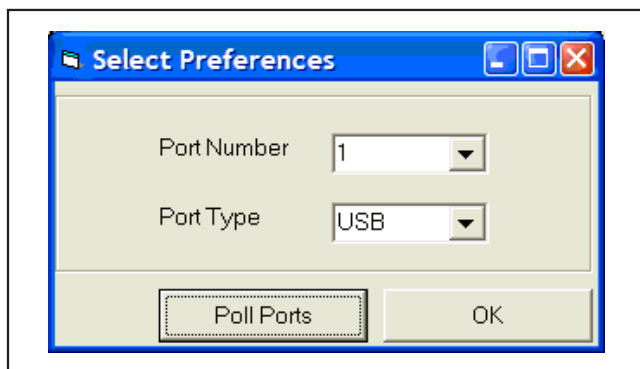 Select Preferences
Port Number 1
Port Type USB
Poll Ports OK